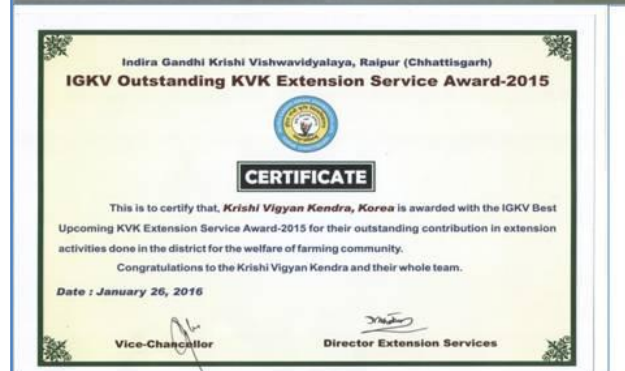 Indira Gandhi Krishi Vishwavidyalaya, Raipur (Chhattisgarh)
IGKV Outstanding KVK Extension Service Award-2015
CERTIFICATE
This is to certify that, Krishi Vigyan Kendra, Korea is awarded with the IGKV Best
Upcoming KVK Extension Service Award-2015 for their outstanding contribution in extension
activities done in the district for the welfare of farming community.
Congratulations to the Krishi Vigyan Kendra and their whole team.
Date : January 26, 2016
Vice-Chancellor
Director Extension Services